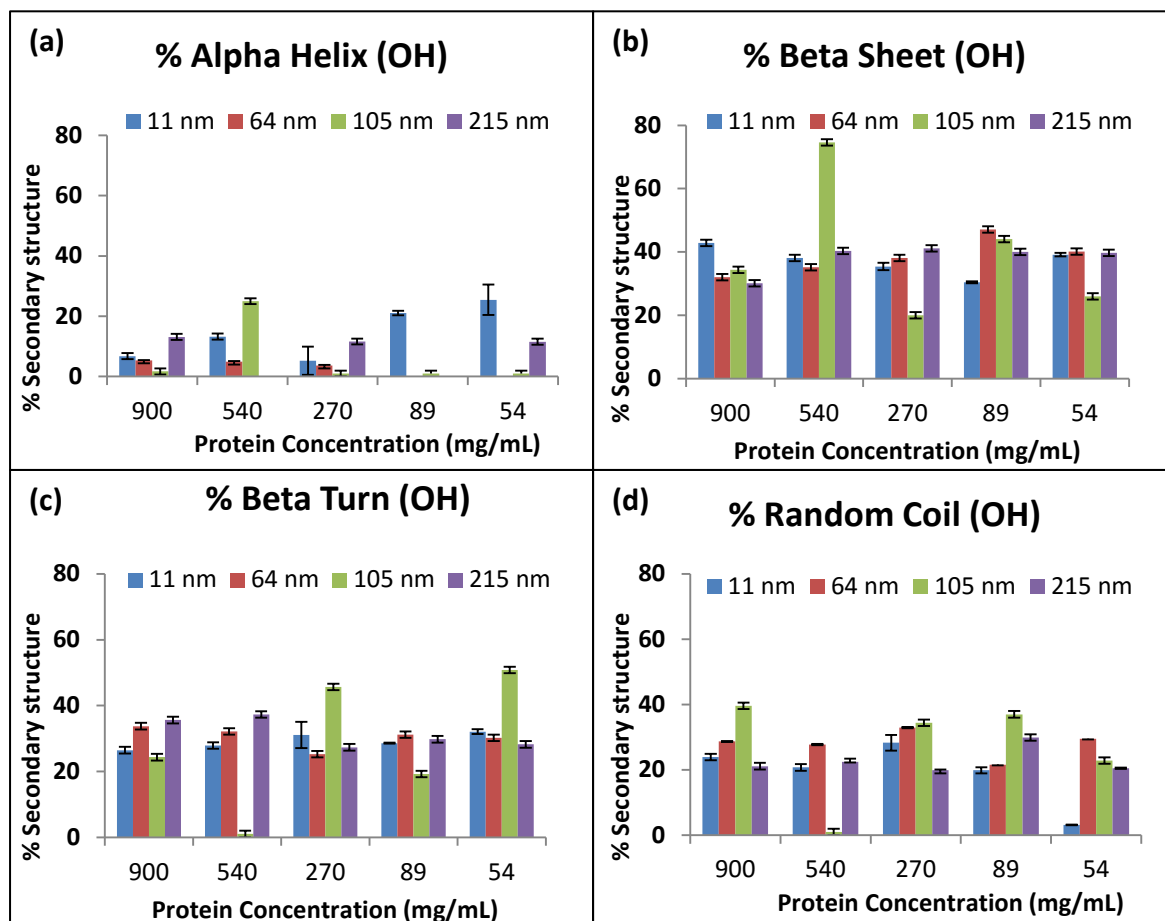 (a)
% Alpha Helix (OH)
11 nm 64 nm 105 nm 215 nm
% Secondary structure
80
60
40
20
0
900 540 270 89 54
Protein Concentration (mg/mL)
(b)
% Beta Sheet (OH)
11 nm 64 nm 105 nm 215 nm
% Secondary structure
80
60
40
20
0
900 540 270 89 54
Protein Concentration (mg/mL)
(c)
% Beta Turn (OH)
11 nm 64 nm 105 nm 215 nm
% Secondary structure
80
60
40
20
0
900 540 270 89 54
Protein Concentration (mg/mL)
(d)
% Random Coil (OH)
11 nm 64 nm 105 nm 215 nm
% Secondary structure
80
60
40
20
0
900 540 270 89 54
Protein Concentration (mg/mL)